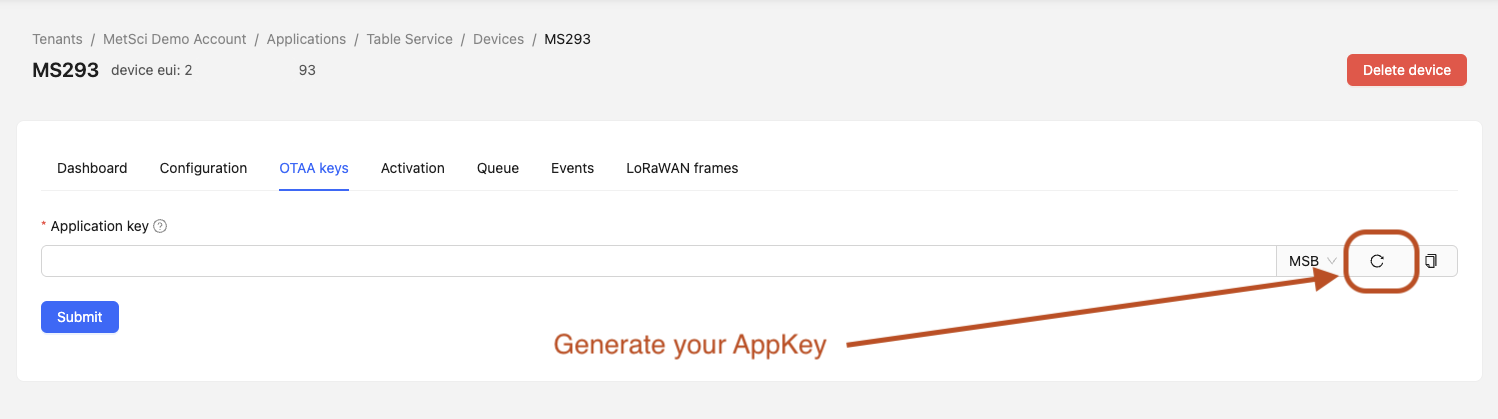 Tenants / MetSci Demo Account / Applications / Table Service / Devices / MS293
MS293 device eui: 2 93
Delete device
Dashboard Configuration OTAA keys Activation Queue Events LoRaWAN frames
* Application key
MSB
Submit
Generate your AppKey